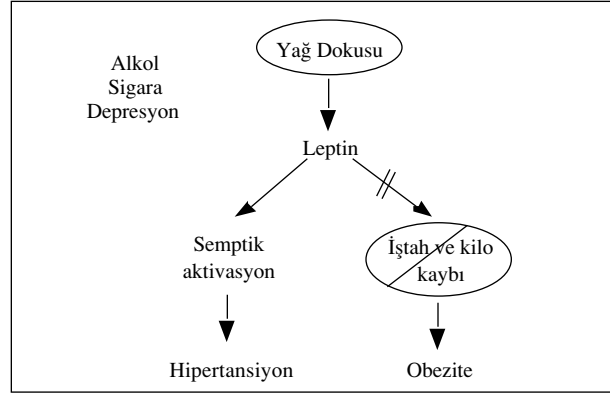 Yağ Dokusu
Alkol
Sigara
Depresyon
Leptin
Semptik
aktivasyon
İştah ve kilo
kaybı
Hipertansiyon
Obezite